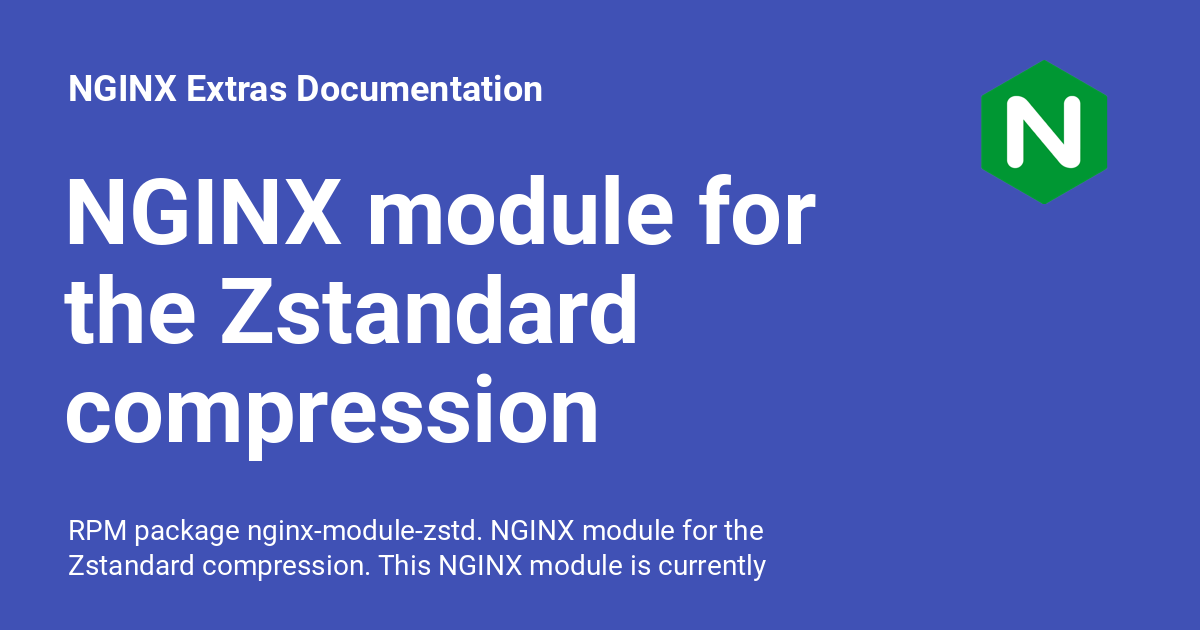 NGINX Extras Documentation
N
NGINX module for
the Zstandard
compression
RPM package nginx-module-zstd. NGINX module for the
Zstandard compression. This NGINX module is currently